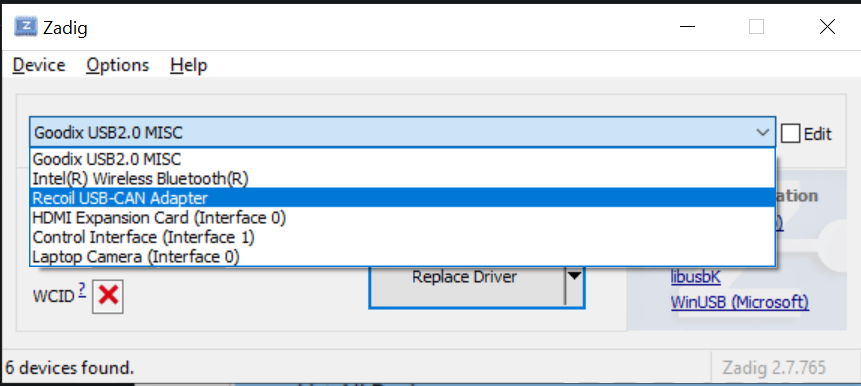 Zadig
Device Options Help
Goodix USB2.0 MISC
Edit
Goodix USB2.0 MISC
Intel(R) Wireless Bluetooth(R)
Recoil USB-CAN Adapter
HDMI Expansion Card (Interface 0)
Control Interface (Interface 1)
Laptop Camera (Interface 0)
WCID ?
Replace Driver
libusbK
WinUSB (Microsoft)
6 devices found.
Zadig 2.7.765